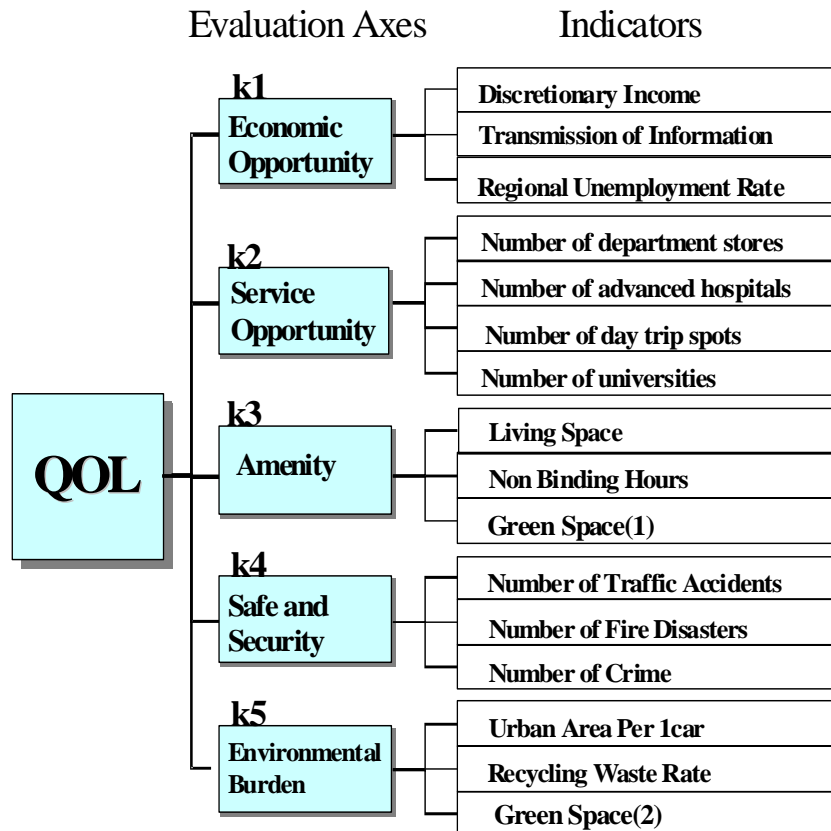 Evaluation Axes
Indicators
k1
Economic
Opportunity
Discretionary Income
Transmission of Information
Regional Unemployment Rate
k2
Service
Opportunity
Number of department stores
Number of advanced hospitals
Number of day trip spots
Number of universities
QOL
k3
Amenity
Living Space
Non Binding Hours
Green Space(1)
k4
Safe and
Security
Number of Traffic Accidents
Number of Fire Disasters
Number of Crime
k5
Environmental
Burden
Urban Area Per 1car
Recycling Waste Rate
Green Space(2)